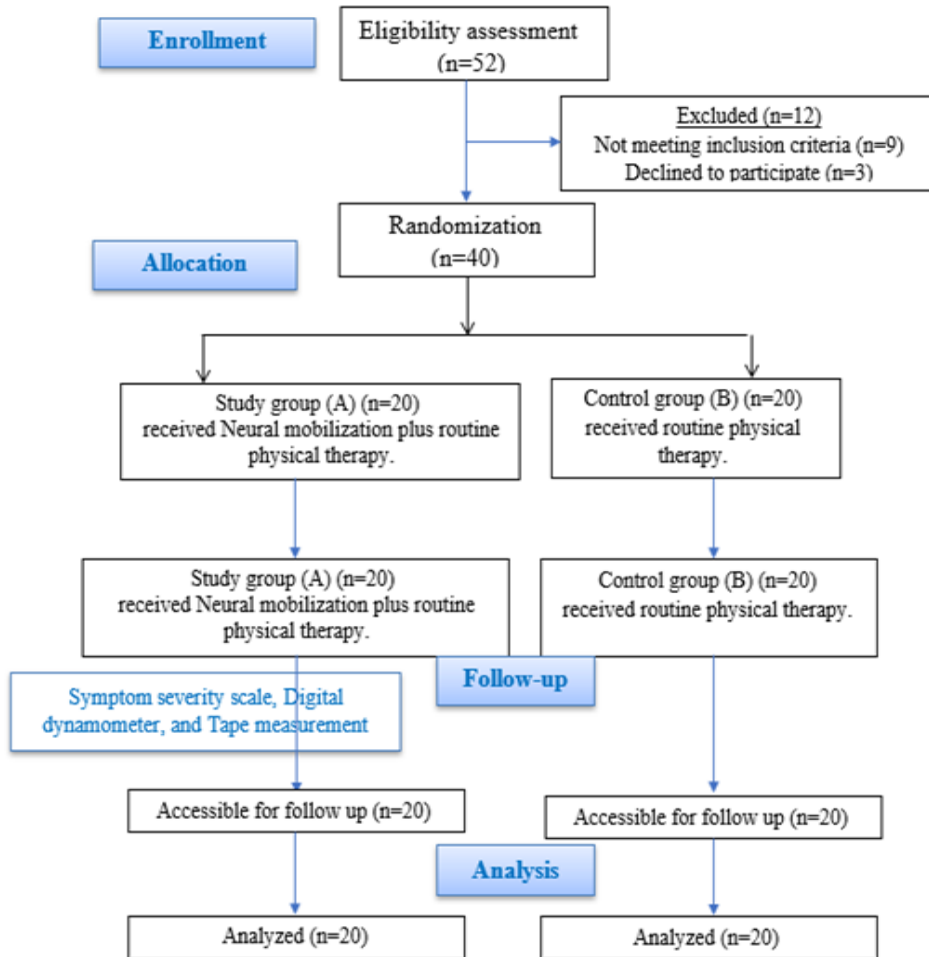 Enrollment
Eligibility assessment
(n=52)
Excluded (n=12)
Not meeting inclusion criteria (n=9)
Declined to participate (n=3)
Randomization
(n=40)
Allocation
Study group (A) (n=20)
received Neural mobilization plus routine
physical therapy.
Control group (B) (n=20)
received routine physical
therapy.
Study group (A) (n=20)
received Neural mobilization plus routine
physical therapy.
Control group (B) (n=20)
received routine physical therapy.
Follow-up
Symptom severity scale, Digital
dynamometer, and Tape measurement
Accessible for follow up (n=20)
Accessible for follow up (n=20)
Analysis
Analyzed (n=20)
Analyzed (n=20)